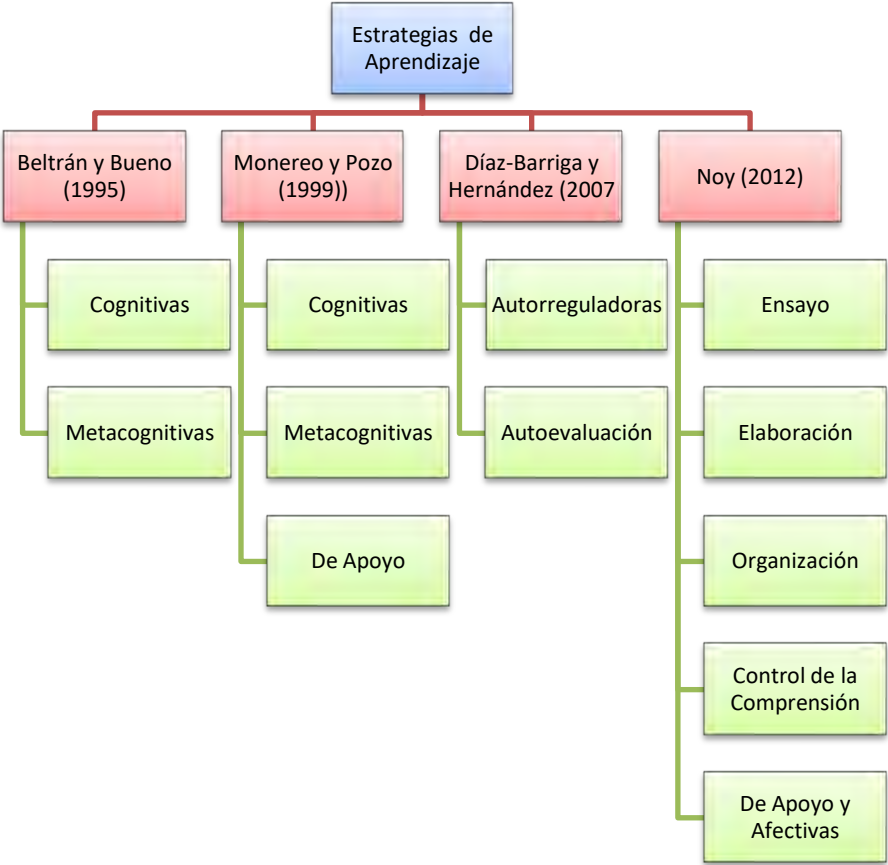 Estrategias de
Aprendizaje
Beltrán y Bueno
(1995)
Cognitivas
Metacognitivas
Monereo y Pozo
(1999))
Cognitivas
Metacognitivas
De Apoyo
Díaz-Barriga y
Hernández (2007
Autorreguladoras
Autoevaluación
Noy (2012)
Ensayo
Elaboración
Organización
Control de la
Comprensión
De Apoyo y
Afectivas